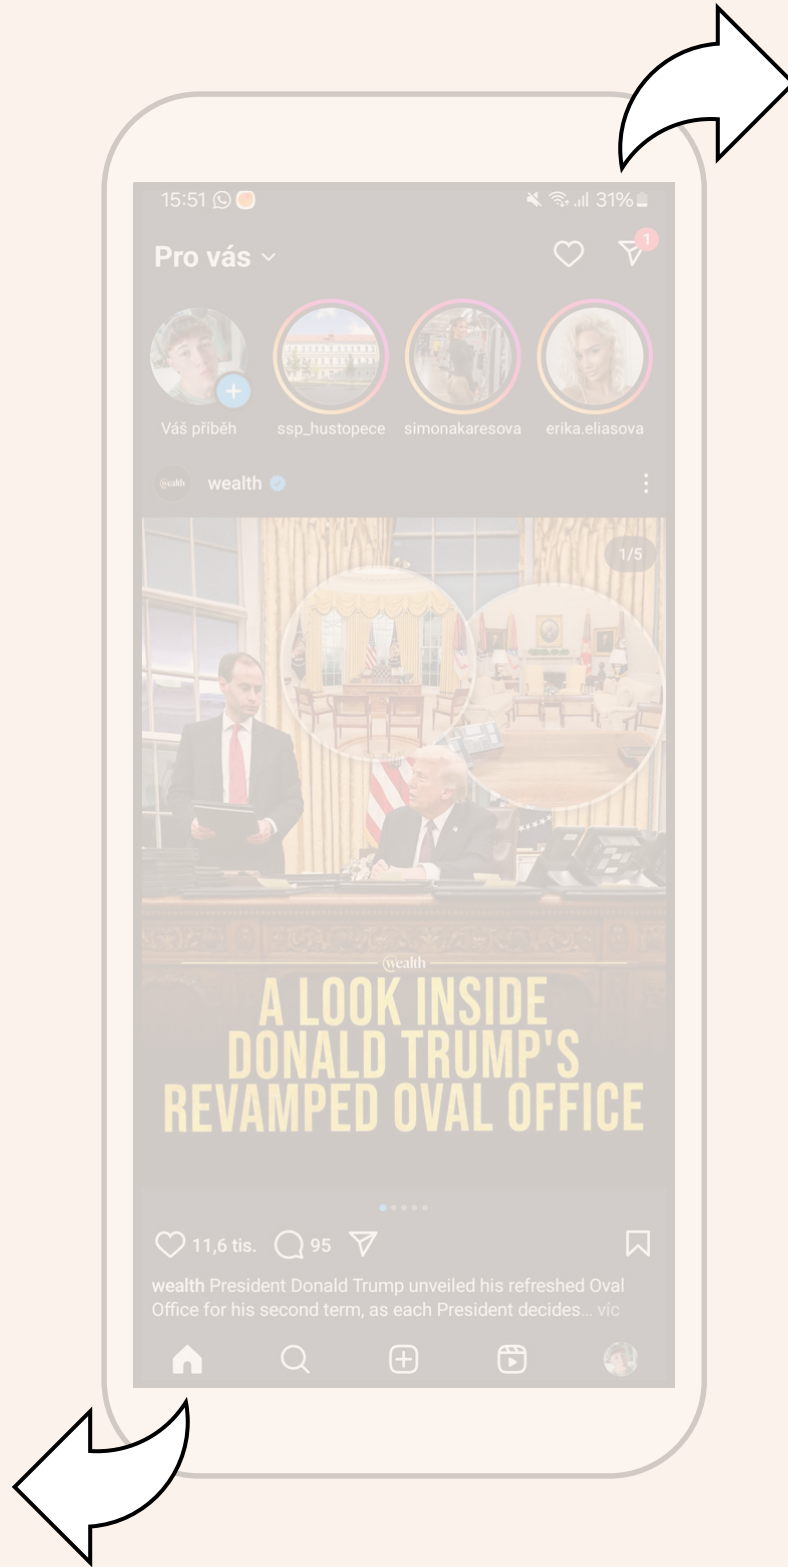 15:51 31%
Pro vás
1
Váš příběh ssp_hustopece simonakaresova erika.eliasova
wealth wealth
1/5
wealth
A LOOK INSIDE
DONALD TRUMP'S
REVAMPED OVAL OFFICE
11,6 tis. 95
wealth President Donald Trump unveiled his refreshed Oval
Office for his second term, as each President decides... víc